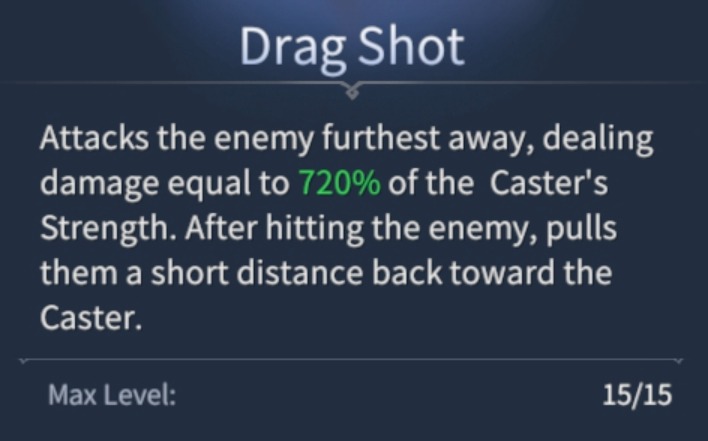 Drag Shot
Attacks the enemy furthest away, dealing
damage equal to 720% of the  Caster's
Strength. After hitting the enemy, pulls
them a short distance back toward the
Caster.
Max Level: 15/15